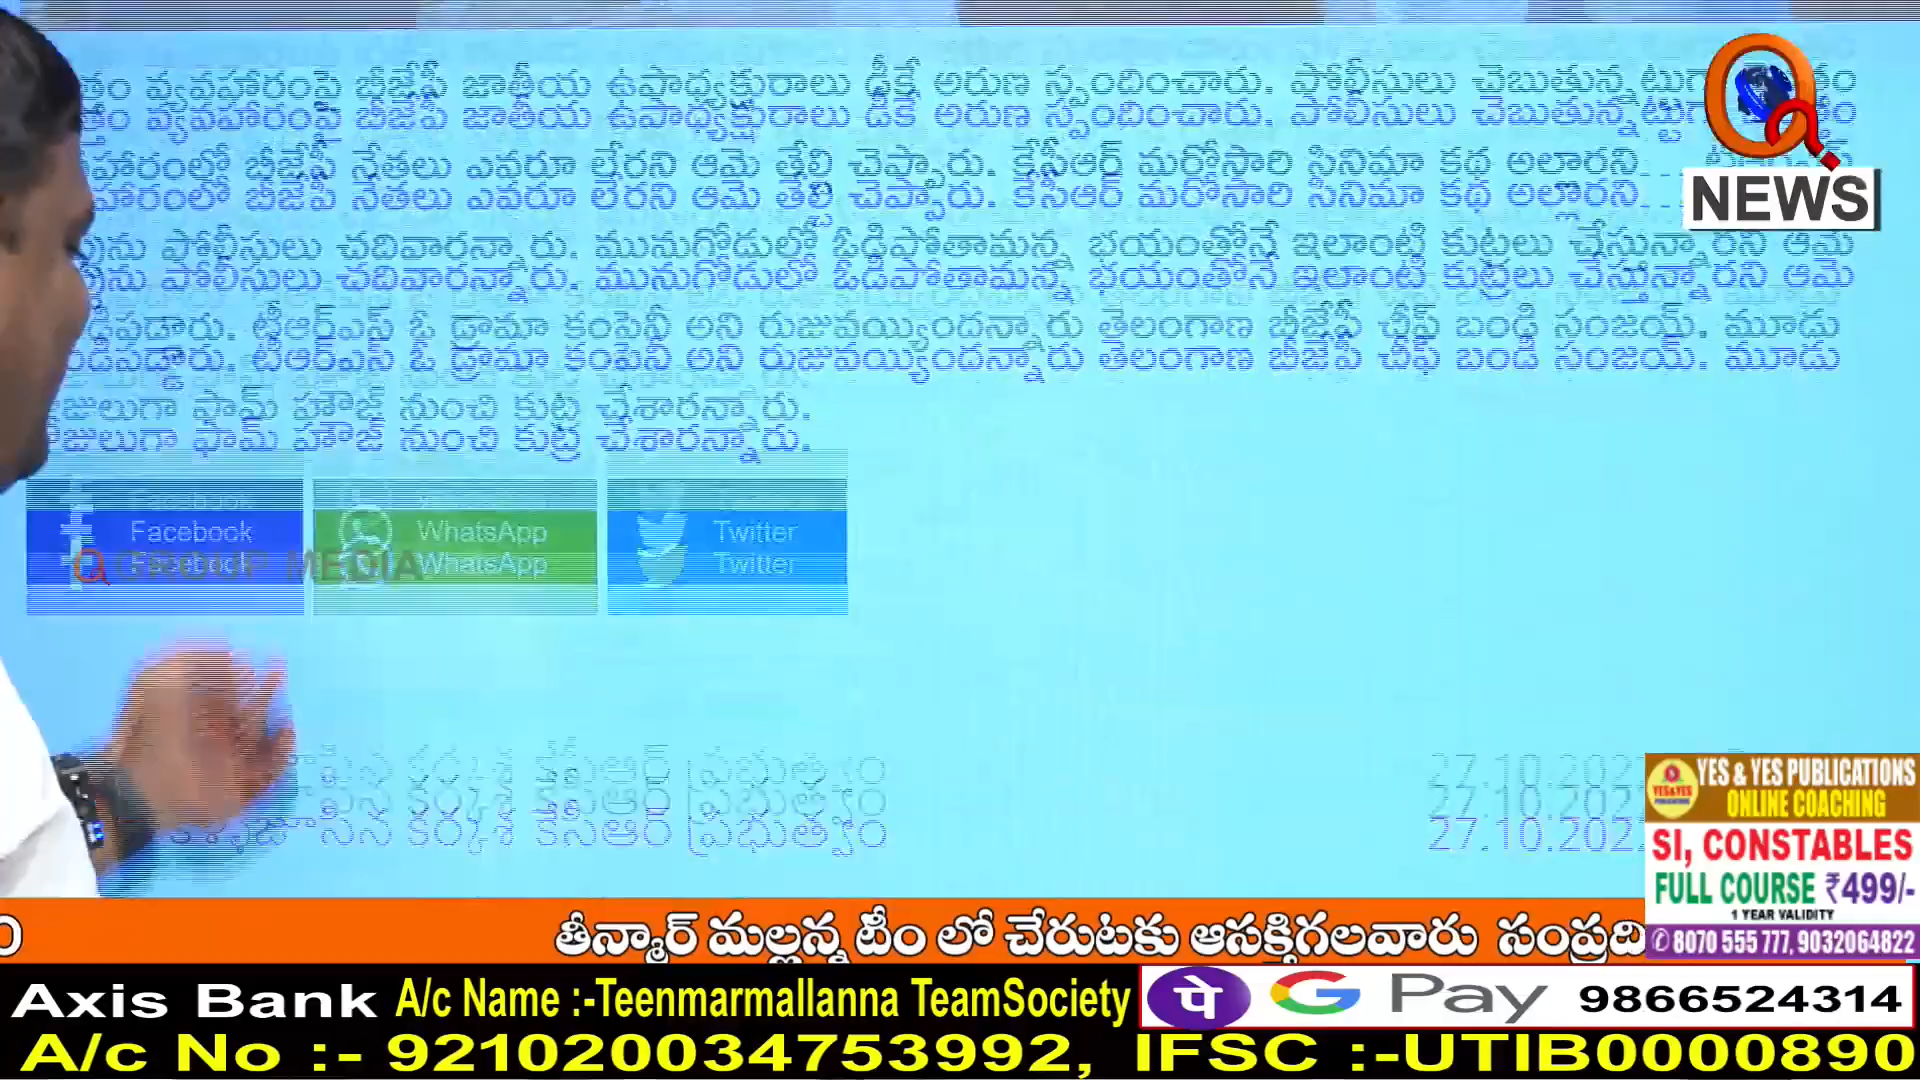 వ్యవహారంపై బీజేపీ జాతీయ ఉపాధ్యక్షురాలు డీకే అరుణ స్పందించారు. పోలీసులు చెబుతున్నట్టుగా
బీజేపీ నేతలు ఎవరూ లేరని ఆమె తేల్చి చెప్పారు. కేసీఆర్ మరోసారి సినిమా కథ అల్లారని..
పోలీసులు చదివారన్నారు. మునుగోడులో ఓడిపోతామన్న భయంతోనే ఇలాంటి కుట్రలు చేస్తున్నారని ఆమె
టీఆర్ఎస్ ఓ డ్రామా కంపెనీ అని రుజువయ్యిందన్నారు తెలంగాణ బీజేపీ చీఫ్ బండి సంజయ్. మూడు
ఫామ్ హౌజ్ నుంచి కుట్ర చేశారన్నారు.
Facebook WhatsApp Twitter
Q GROUP MEDIA
కర్కశ కేసీఆర్ ప్రభుత్వం
27.10.202
Q NEWS
YES & YES PUBLICATIONS
ONLINE COACHING
SI, CONSTABLES
FULL COURSE ₹499/-
1 YEAR VALIDITY
8070 555 777, 9032064822
తీన్మార్ మల్లన్న టీం లో చేరుటకు ఆసక్తిగలవారు సంప్రది
Axis Bank A/c Name :-Teenmarmallanna TeamSociety
పే G Pay 9866524314
A/c No :- 921020034753992, IFSC :-UTIB0000890